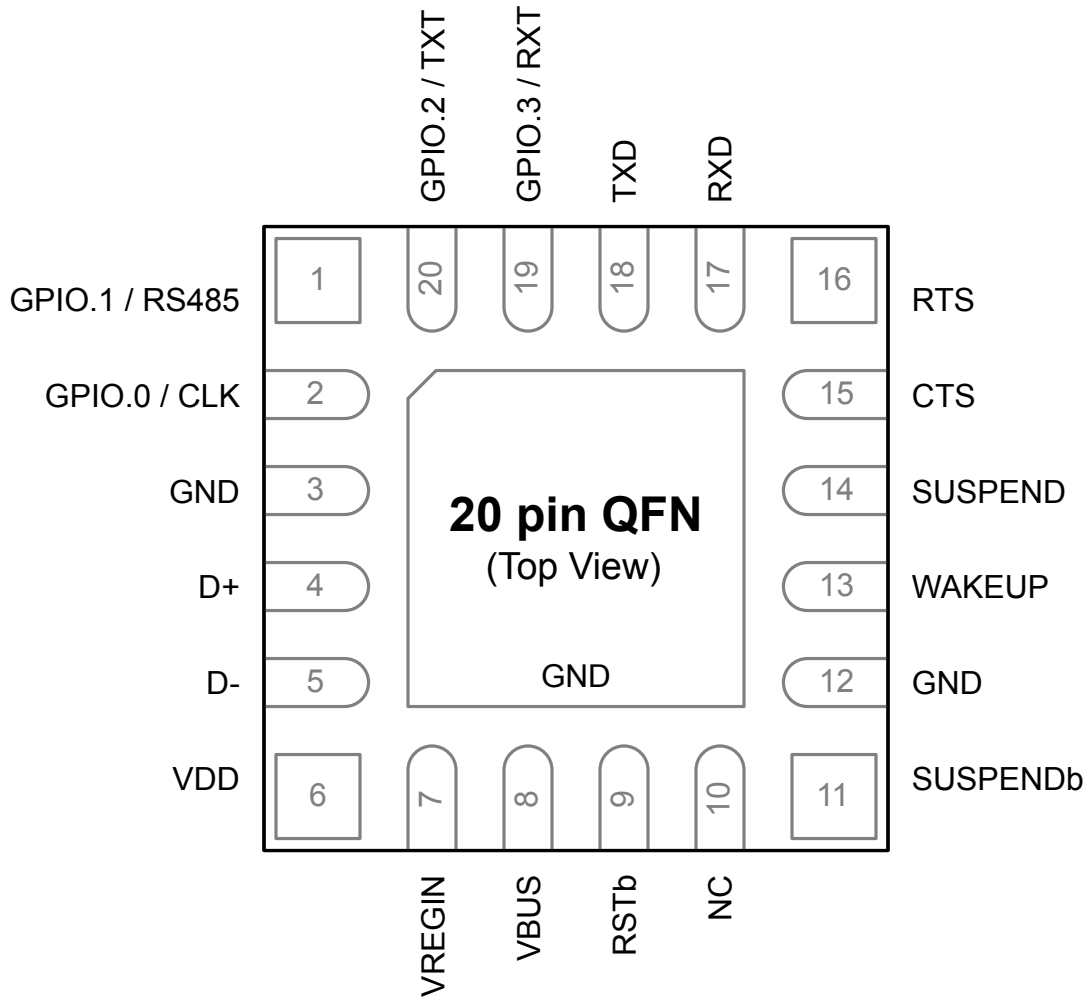 GPIO.2 / TXT
GPIO.3 / RXT
TXD
RXD
1
20
19
18
17
16
GPIO.1 / RS485
RTS
GPIO.0 / CLK
2
15
CTS
GND
3
14
SUSPEND
20 pin QFN
(Top View)
D+
4
13
WAKEUP
D-
5
GND
12
GND
VDD
6
7
8
9
10
11
SUSPENDb
VREGIN
VBUS
RSTb
NC